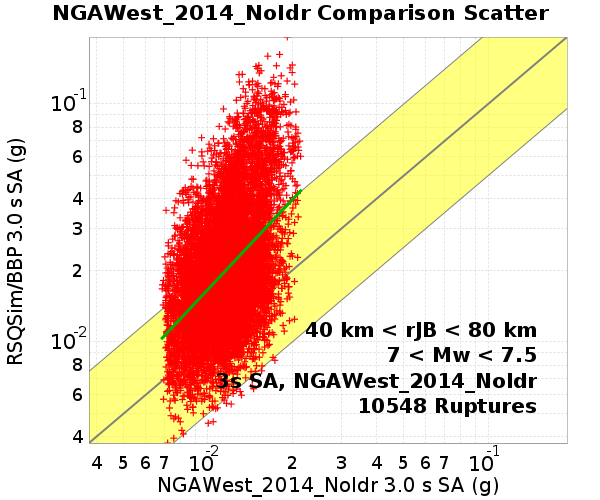 NGAWest_2014_NoIdr Comparison Scatter
RSQSim/BBP 3.0 s SA (g)
10-1
8
6
4
3
2
10-2
8
6
4
40 km < rJB < 80 km
7 < Mw < 7.5
3s SA, NGAWest_2014_NoIdr
10548 Ruptures
4 5 6 7 10-2 2 3 4 5 6 7 10-1
NGAWest_2014_NoIdr 3.0 s SA (g)